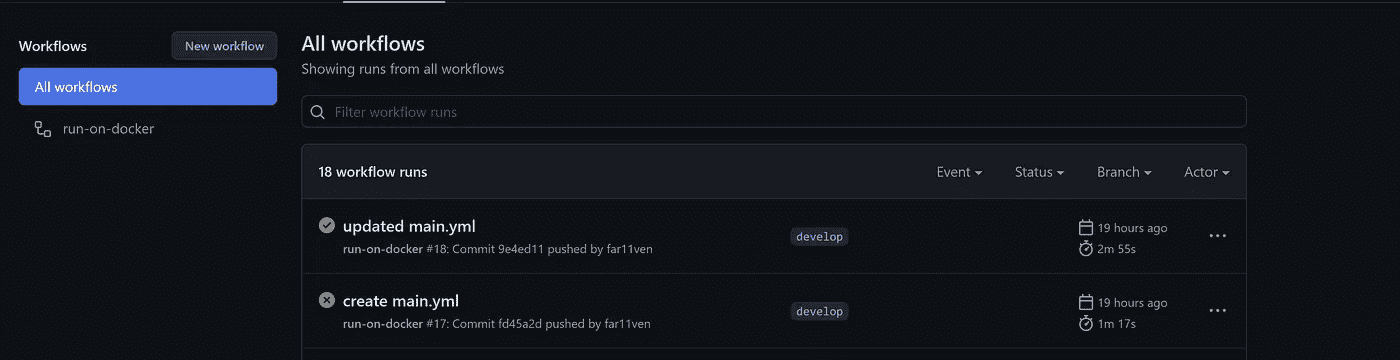 Workflows
New workflow
All workflows
run-on-docker
All workflows
Showing runs from all workflows
Filter workflow runs
18 workflow runs
Event
Status
Branch
Actor
updated main.yml
run-on-docker #18: Commit 9e4ed11 pushed by far11ven
develop
19 hours ago
2m 55s
create main.yml
run-on-docker #17: Commit fd45a2d pushed by far11ven
develop
19 hours ago
1m 17s